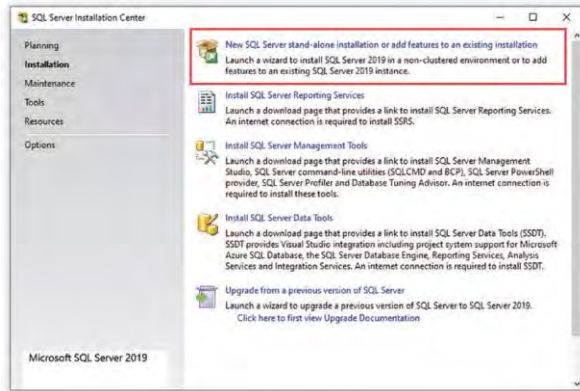 SQL Server Installation Center
Planning
Installation
Maintenance
Tools
Resources
Options
New SQL Server stand-alone installation or add features to an existing installation
Launch a wizard to install SQL Server 2019 in a non-clustered environment or to add
features to an existing SQL Server 2019 instance.
Install SQL Server Reporting Services
Launch a download page that provides a link to install SQL Server Reporting Services.
An internet connection is required to install SSRS.
Install SQL Server Management Tools
Launch a download page that provides a link to install SQL Server Management
Studio, SQL Server command-line utilities (SQLCMD and BCP), SQL Server PowerShell
provider, SQL Server Profiler and Database Tuning Advisor. An internet connection is
required to install these tools.
Install SQL Server Data Tools
Launch a download page that provides a link to install SQL Server Data Tools (SSDT).
SSDT provides Visual Studio integration including project system support for Microsoft
Azure SQL Database, the SQL Server Database Engine, Reporting Services, Analysis
Services and Integration Services. An internet connection is required to install SSDT.
Upgrade from a previous version of SQL Server
Launch a wizard to upgrade a previous version of SQL Server to SQL Server 2019.
Click here to first view Upgrade Documentation
Microsoft SQL Server 2019